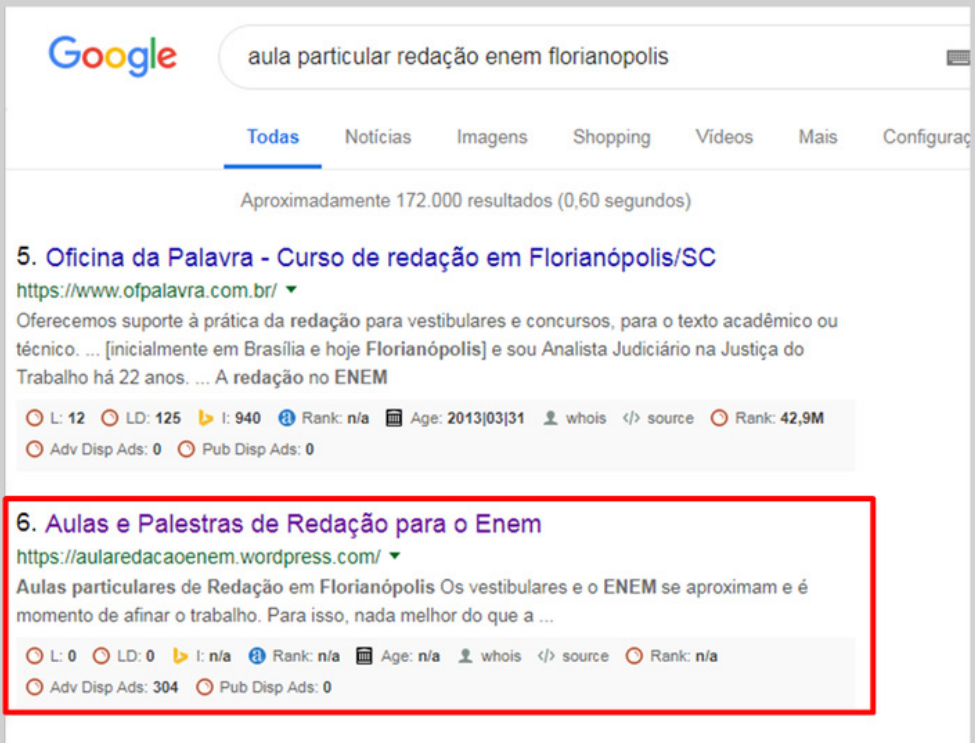 Google aula particular redação enem florianopolis
Todas Notícias Imagens Shopping Vídeos Mais Configuraç
Aproximadamente 172.000 resultados (0,60 segundos)
5. Oficina da Palavra - Curso de redação em Florianópolis/SC
https://www.ofpalavra.com.br/
Oferecemos suporte à prática da redação para vestibulares e concursos, para o texto acadêmico ou
técnico. ... [inicialmente em Brasília e hoje Florianópolis] e sou Analista Judiciário na Justiça do
Trabalho há 22 anos. ... A redação no ENEM
L: 12 LD: 125 I: 940 Rank: n/a Age: 2013|03|31 whois </> source Rank: 42,9M
Adv Disp Ads: 0 Pub Disp Ads: 0
6. Aulas e Palestras de Redação para o Enem
https://aularedacaoenem.wordpress.com/
Aulas particulares de Redação em Florianópolis Os vestibulares e o ENEM se aproximam e é
momento de afinar o trabalho. Para isso, nada melhor do que a ...
L: 0 LD: 0 I: n/a Rank: n/a Age: n/a whois </> source Rank: n/a
Adv Disp Ads: 304 Pub Disp Ads: 0